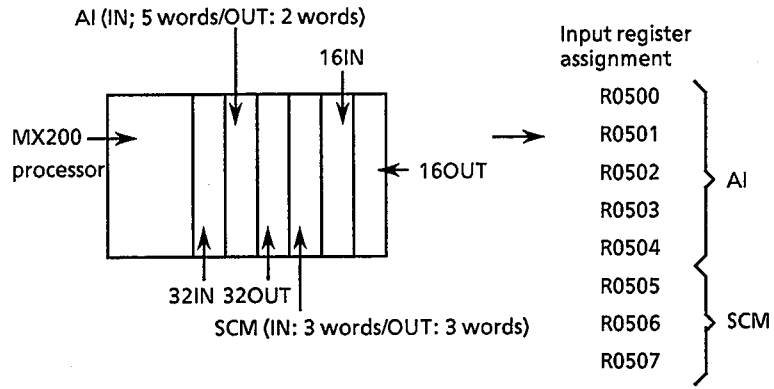 AI (IN; 5 words/OUT: 2 words)
16IN
MX200
processor
16OUT
32IN 32OUT
SCM (IN: 3 words/OUT: 3 words)
Input register
assignment
R0500
R0501
R0502
R0503
R0504
AI
R0505
R0506
R0507
SCM